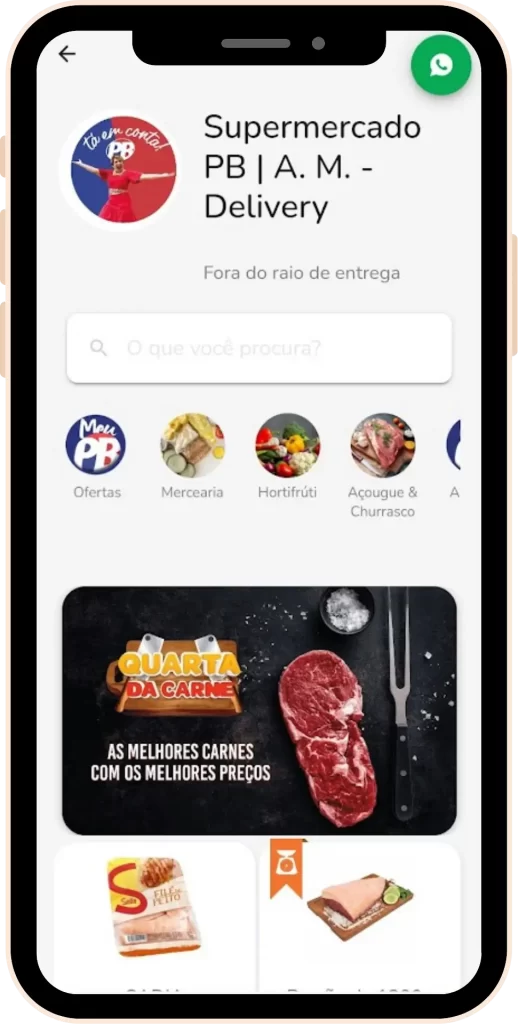 tá em conta!
PB
Supermercado
PB | A. M. -
Delivery
Fora do raio de entrega
O que você procura?
Meu
PB
Ofertas
Mercearia
Hortifrúti
Açougue &
Churrasco
A
QUARTA
DA CARNE
AS MELHORES CARNES
COM OS MELHORES PREÇOS
S
Sadia
FILÉ DE
PEITO